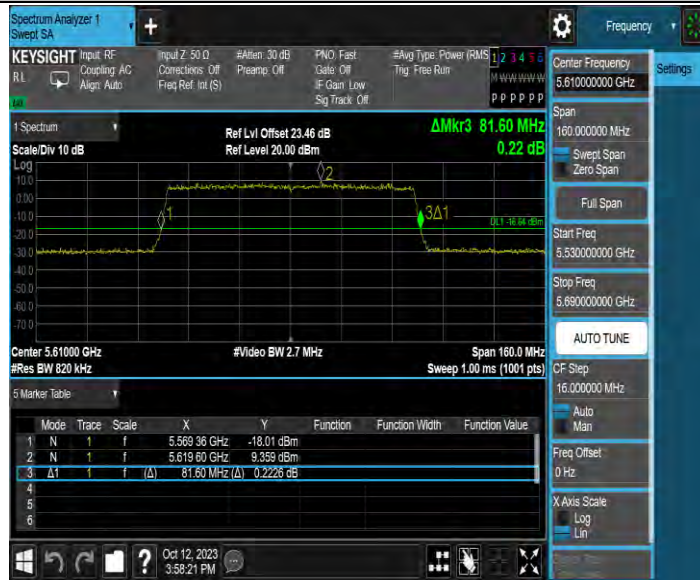 Spectrum Analyzer 1
Swept SA
+
Frequency
KEYSIGHT
RL
Input: RF
Coupling: AC
Align: Auto
Input Z: 50 Ω
Corrections: Off
Freq Ref: Int (S)
#Atten: 30 dB
Preamp: Off
PNO: Fast
Gate: Off
IF Gain: Low
Sig Track: Off
#Avg Type: Power (RMS
Trig: Free Run
1 2 3 4 5 6
M W W W W W
P P P P P P
1 Spectrum
Scale/Div 10 dB
Ref Lvl Offset 23.46 dB
Ref Level 20.00 dBm
ΔMkr3 81.60 MHz
0.22 dB
Log
10.0
0.00
-10.0
-20.0
-30.0
-40.0
-50.0
-60.0
-70.0
1
2
3Δ1
DL1 -16.64 dBm
Center 5.61000 GHz
#Res BW 820 kHz
#Video BW 2.7 MHz
Span 160.0 MHz
Sweep 1.00 ms (1001 pts)
5 Marker Table
Mode Trace Scale X Y Function Function Width Function Value
1 N 1 f 5.569 36 GHz -18.01 dBm
2 N 1 f 5.619 60 GHz 9.359 dBm
3 Δ1 1 f (Δ) 81.60 MHz (Δ) 0.2226 dB
4
5
6
Oct 12, 2023
3:58:21 PM
Center Frequency
5.610000000 GHz
Settings
Span
160.000000 MHz
Swept Span
Zero Span
Full Span
Start Freq
5.530000000 GHz
Stop Freq
5.690000000 GHz
AUTO TUNE
CF Step
16.000000 MHz
Auto
Man
Freq Offset
0 Hz
X Axis Scale
Log
Lin